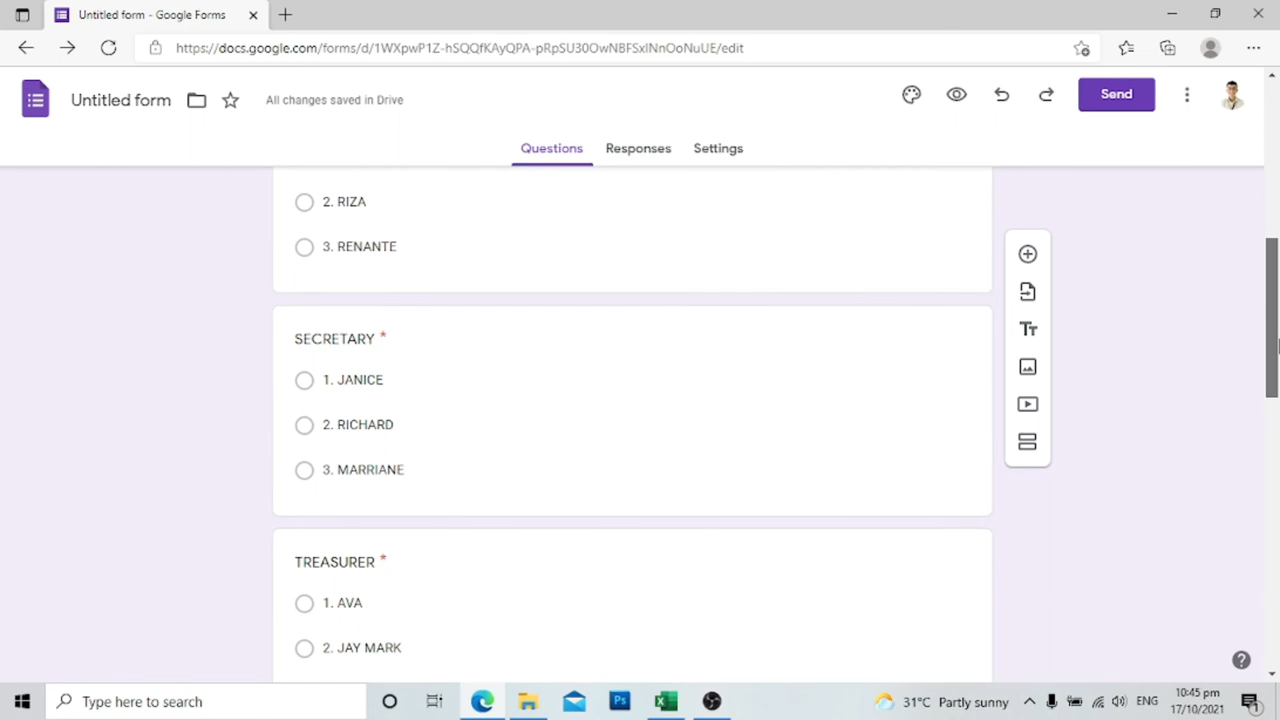 Untitled form - Google Forms
https://docs.google.com/forms/d/1WXpwP1Z-hSQQfKAyQPA-pRpSU30OwNBFSxlNnOoNuUE/edit
Untitled form
All changes saved in Drive
Send
Questions
Responses
Settings
2. RIZA
3. RENANTE
SECRETARY *
1. JANICE
2. RICHARD
3. MARRIANE
TREASURER *
1. AVA
2. JAY MARK
Type here to search
Ps
31°C Partly sunny
ENG
10:45 pm
17/10/2021
1